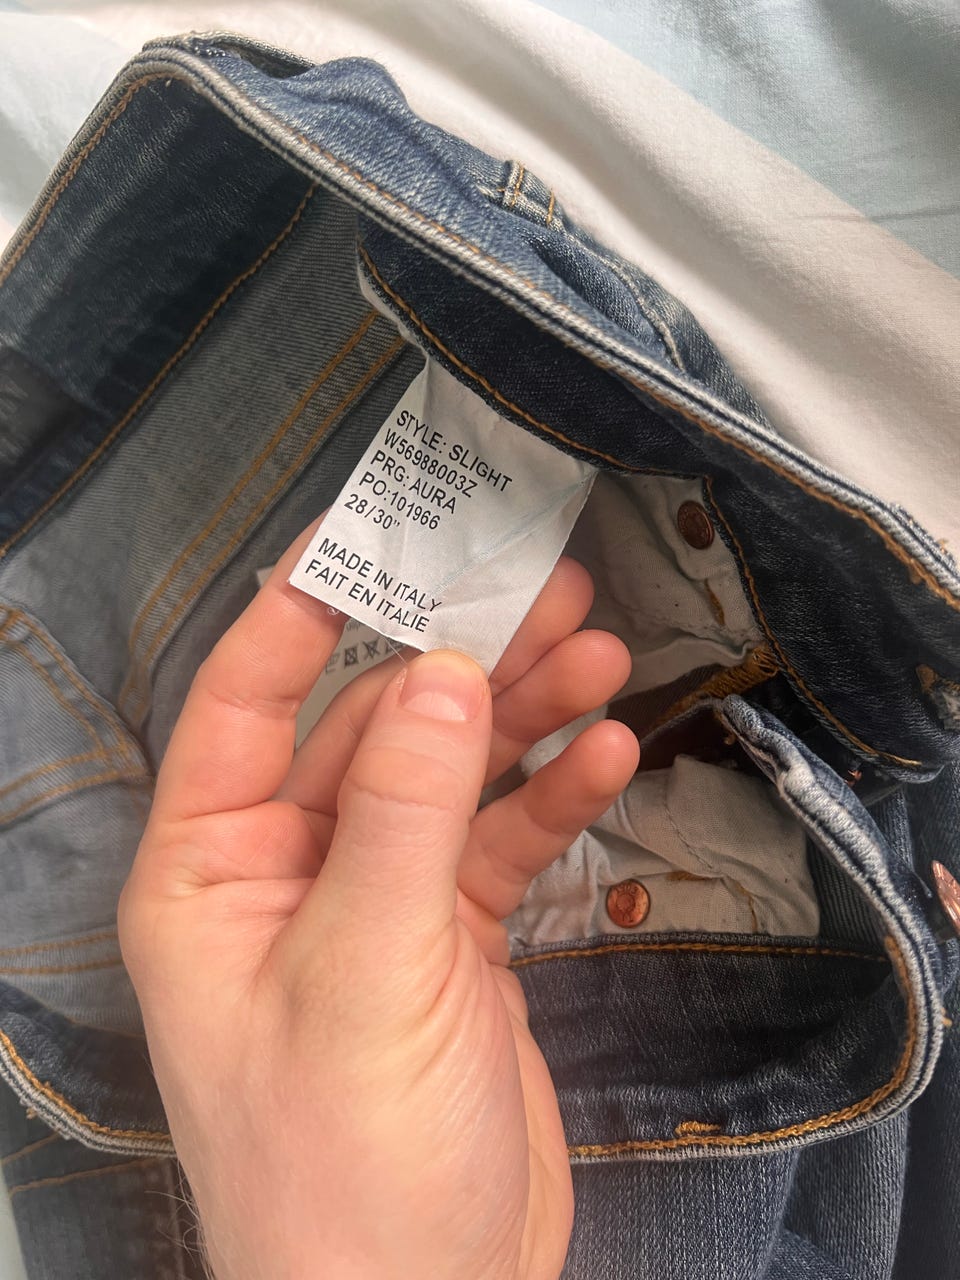 STYLE: SLIGHT
W56988003Z
PRG: AURA
PO:101966
28/30"
MADE IN ITALY
FAIT EN ITALIE